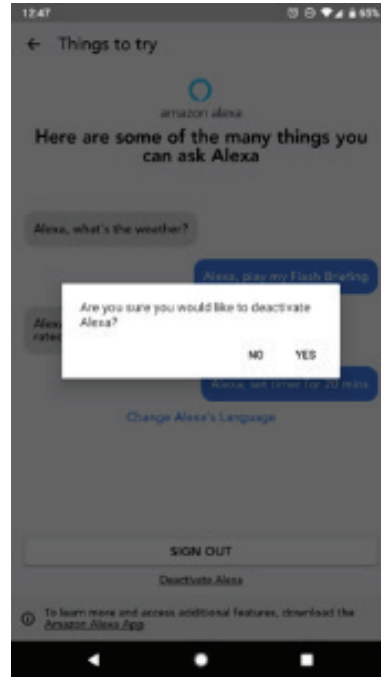 12:47
65%
Things to try
amazon alexa
Here are some of the many things you
can ask Alexa
Alexa, what's the weather?
Alexa, play my Flash Briefing
Are you sure you would like to deactivate
Alexa?
NO YES
Alexa, set timer for 20 mins
Change Alexa's Language
SIGN OUT
Deactivate Alexa
To learn more and access additional features, download the
Amazon Alexa App